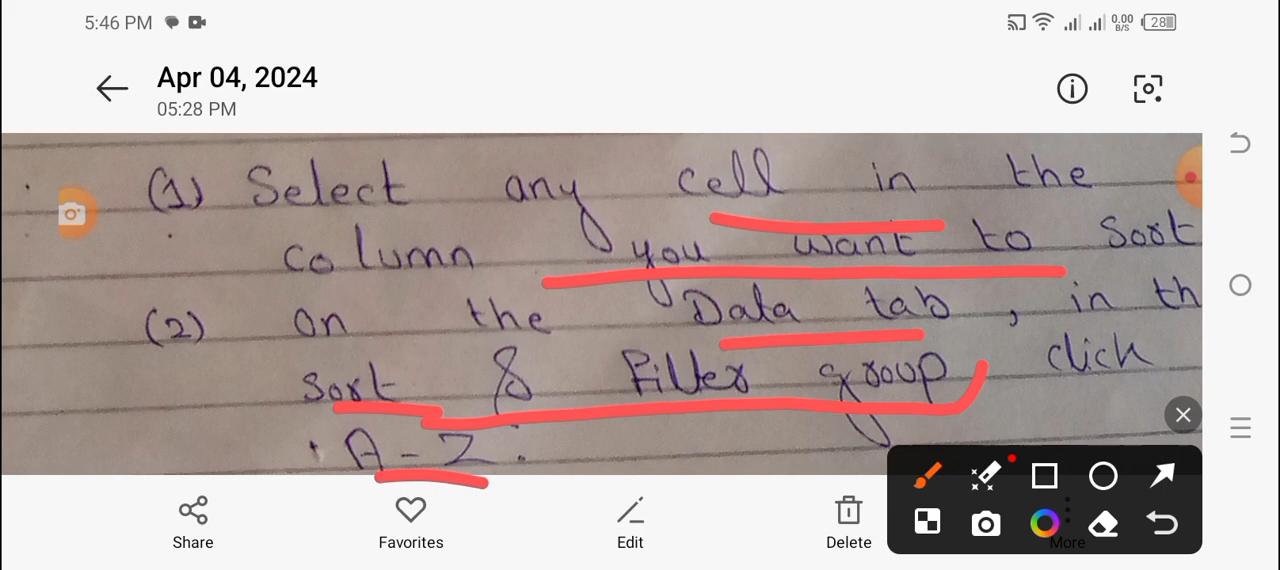 5:46 PM 0.00 B/S 28
Apr 04, 2024
05:28 PM
(1) Select any cell in the
column you want to Sort
(2) on the Data tab, in th
Sort & Filter group, click
'A-Z'.
Share Favorites Edit Delete More